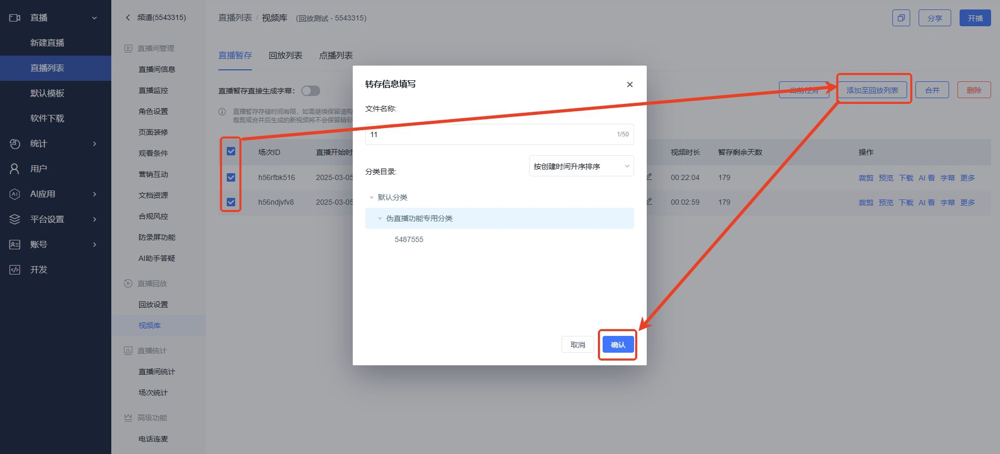 直播
新建直播
直播列表
默认模板
软件下载
统计
用户
AI应用
平台设置
账号
开发
频道(5543315)
直播间管理
直播间信息
直播监控
角色设置
页面装修
观看条件
营销互动
文档资源
合规风控
防录屏功能
AI助手答疑
直播回放
回放设置
视频库
直播统计
直播间统计
场次统计
高级功能
电话连麦
直播列表 / 视频库 (回放测试 - 5543315)
分享
开播
直播暂存 回放列表 点播列表
直播暂存直接生成字幕:
当前任务 添加至回放列表 合并 删除
直播暂存存储时间有限，如需继续保留请购
裁剪或合并后生成的新视频将不会保留精彩
场次ID 直播开始时 视频时长 暂存剩余天数 操作
h56rfbk516 2025-03-05 00:22:04 179 裁剪 预览 下载 AI 看 字幕 更多
h56ndjvfv8 2025-03-05 00:02:59 179 裁剪 预览 下载 AI 看 字幕 更多
转存信息填写
文件名称:
11 1/50
分类目录:
按创建时间升序排序
默认分类
伪直播功能专用分类
5487555
取消 确认